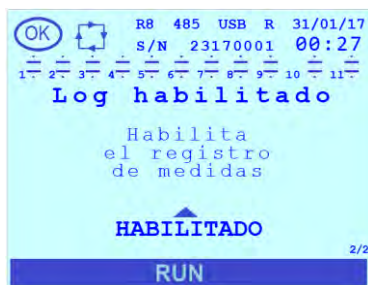 OK R8 485 USB R 31/01/17
S/N 23170001 00:27
1 2 3 4 5 6 7 8 9 10 11
Log habilitado
Habilita
el registro
de medidas
HABILITADO
2/2
RUN